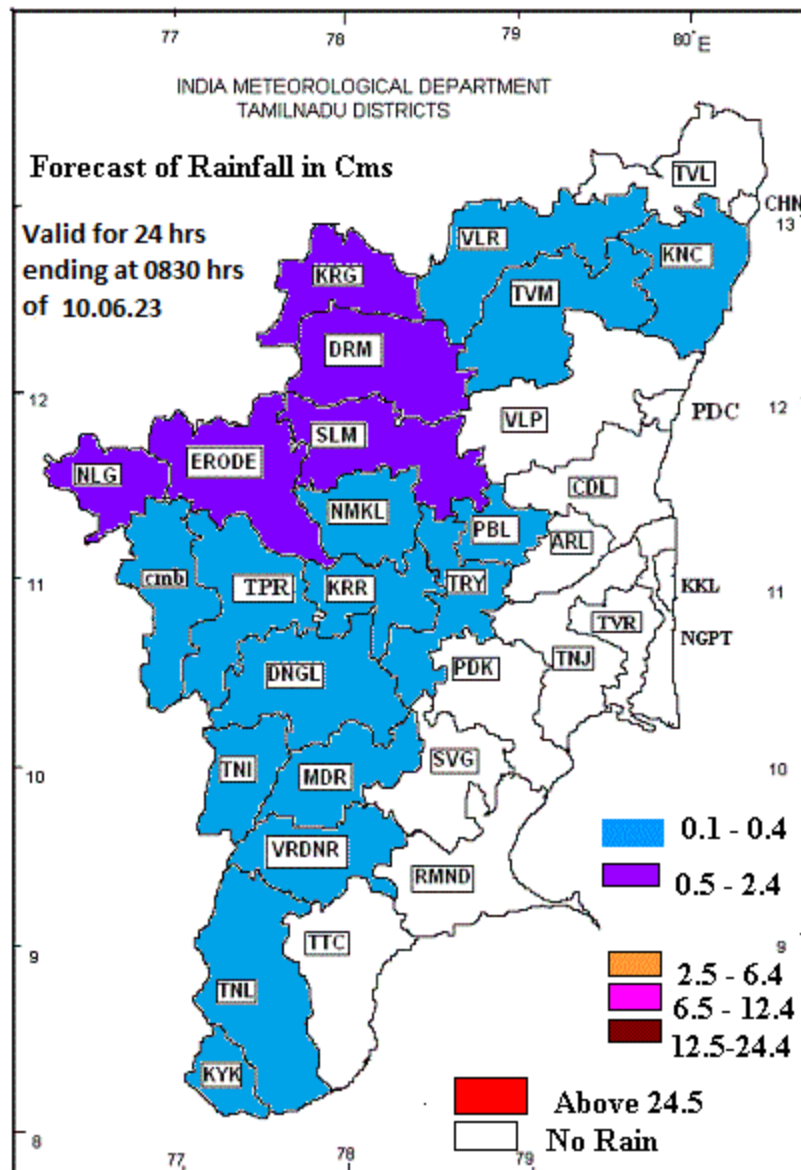 77 78 79 80°E
INDIA METEOROLOGICAL DEPARTMENT
TAMILNADU DISTRICTS
Forecast of Rainfall in Cms
TVL
CHN
13
Valid for 24 hrs
ending at 0830 hrs
of 10.06.23
VLR
KNC
KRG
TVM
DRM
12
12
PDC
VLP
SLM
ERODE
NLG
CDL
NMKL
PBL
ARL
11
cmb
TPR
KRR
TRY
KKL
11
TVR
NGPT
DNGL
PDK
TNJ
10
TNI
MDR
SVG
10
0.1 - 0.4
VRDNR
RMND
0.5 - 2.4
9
TTC
9
2.5 - 6.4
TNL
6.5 - 12.4
12.5-24.4
KYK
Above 24.5
8
No Rain
77 78 79